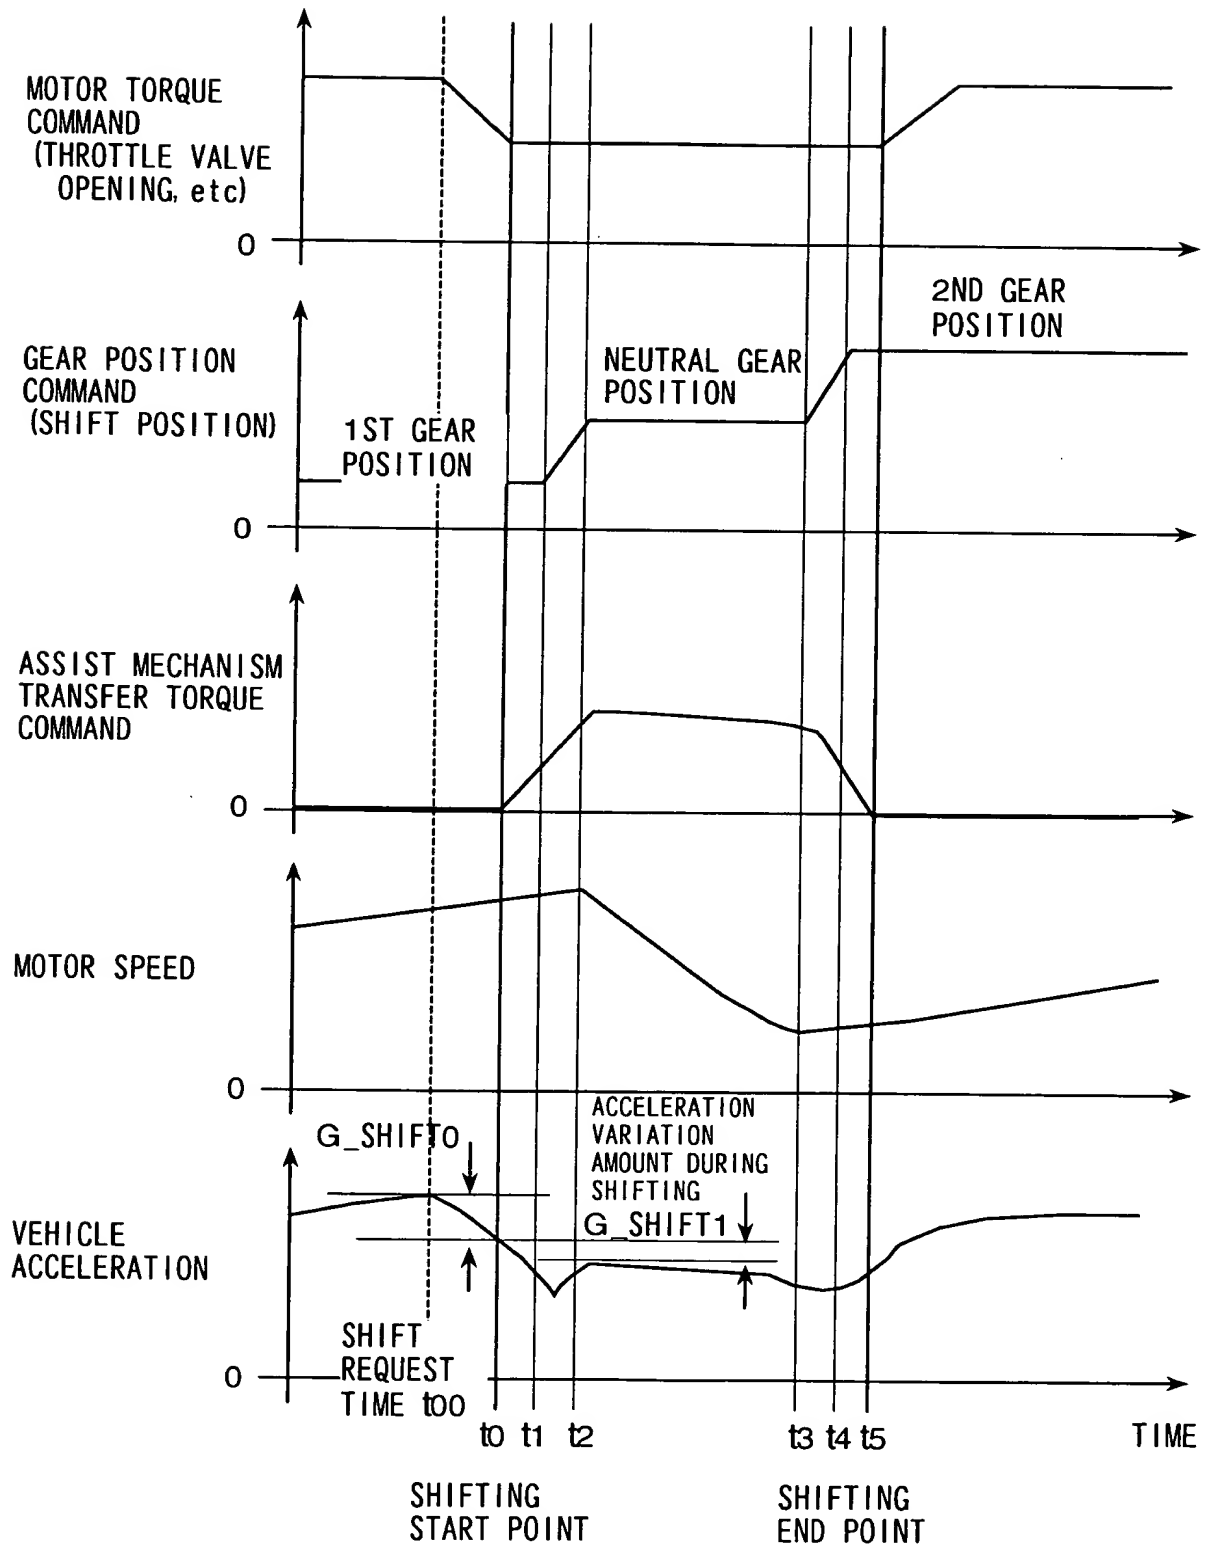 MOTOR TORQUE
COMMAND
(THROTTLE VALVE
OPENING, etc)
0
2ND GEAR
POSITION
GEAR POSITION
COMMAND
(SHIFT POSITION)
NEUTRAL GEAR
POSITION
1ST GEAR
POSITION
0
ASSIST MECHANISM
TRANSFER TORQUE
COMMAND
0
MOTOR SPEED
0
ACCELERATION
VARIATION
AMOUNT DURING
SHIFTING
G_SHIFT0
G_SHIFT1
VEHICLE
ACCELERATION
SHIFT
REQUEST
TIME t00
0
t0 t1 t2 t3 t4 t5 TIME
SHIFTING
START POINT
SHIFTING
END POINT